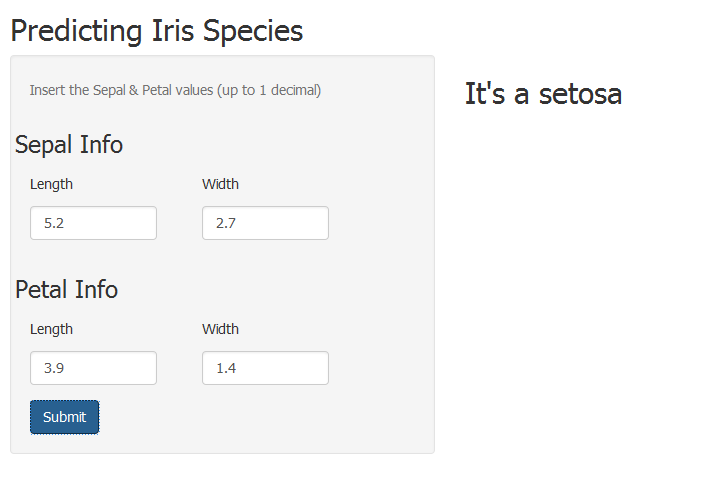 Predicting Iris Species
Insert the Sepal & Petal values (up to 1 decimal)
It's a setosa
Sepal Info
Length Width
5.2 2.7
Petal Info
Length Width
3.9 1.4
Submit